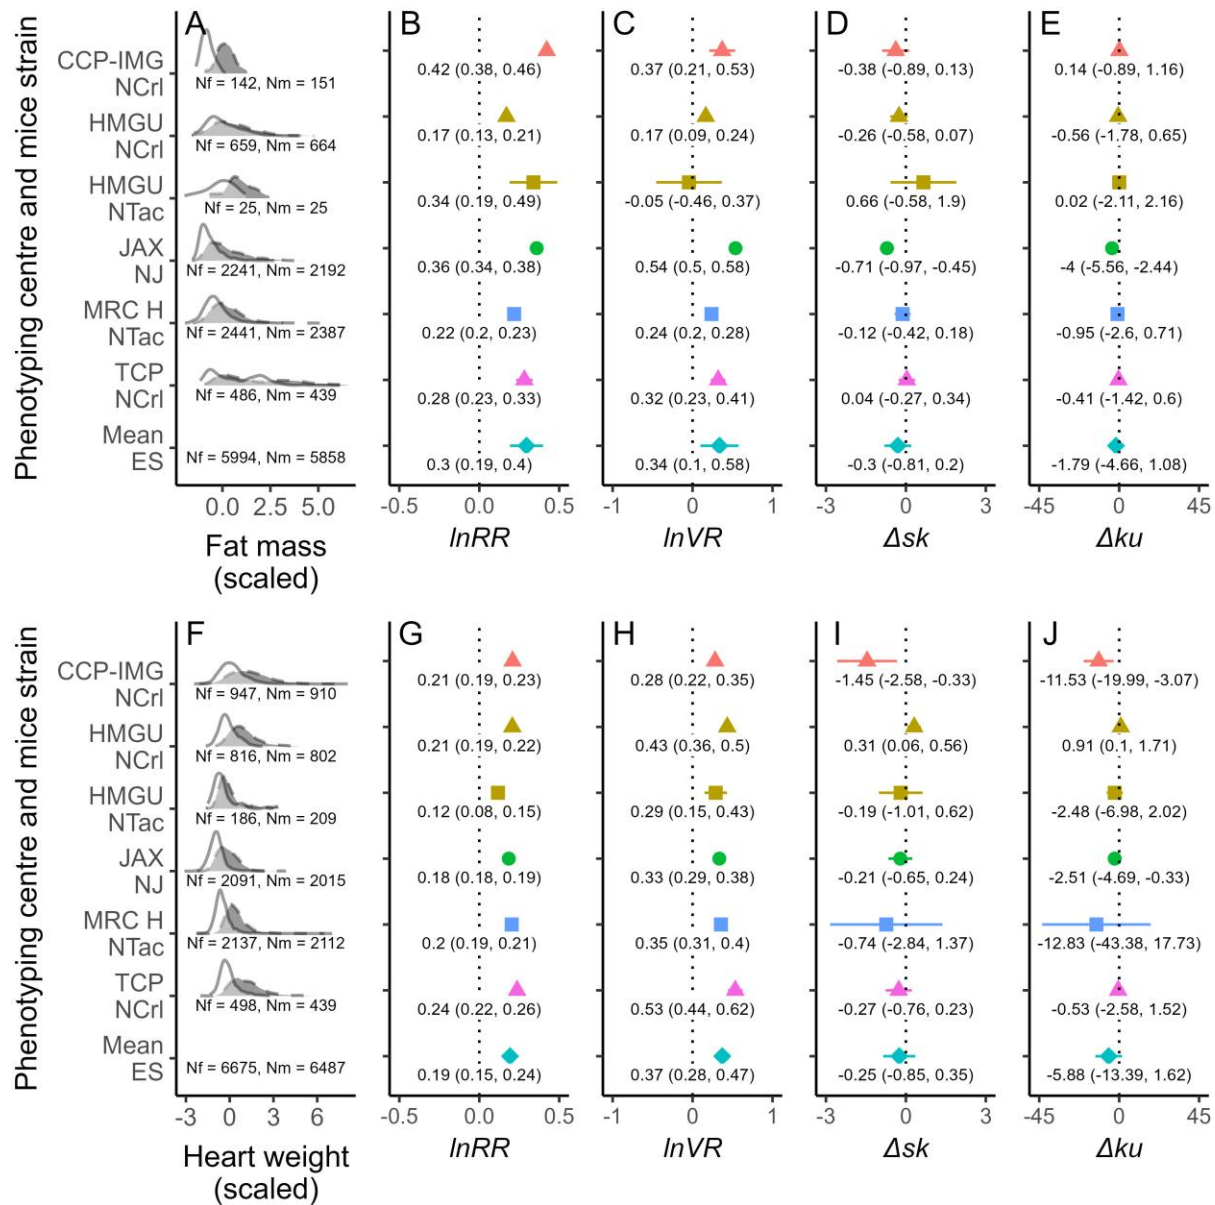 Phenotyping centre and mice strain
A
B
C
D
E
CCP-IMG
NCrl
Nf = 142, Nm = 151
0.42 (0.38, 0.46)
0.37 (0.21, 0.53)
-0.38 (-0.89, 0.13)
0.14 (-0.89, 1.16)
HMGU
NCrl
Nf = 659, Nm = 664
0.17 (0.13, 0.21)
0.17 (0.09, 0.24)
-0.26 (-0.58, 0.07)
-0.56 (-1.78, 0.65)
HMGU
NTac
Nf = 25, Nm = 25
0.34 (0.19, 0.49)
-0.05 (-0.46, 0.37)
0.66 (-0.58, 1.9)
0.02 (-2.11, 2.16)
JAX
NJ
Nf = 2241, Nm = 2192
0.36 (0.34, 0.38)
0.54 (0.5, 0.58)
-0.71 (-0.97, -0.45)
-4 (-5.56, -2.44)
MRC H
NTac
Nf = 2441, Nm = 2387
0.22 (0.2, 0.23)
0.24 (0.2, 0.28)
-0.12 (-0.42, 0.18)
-0.95 (-2.6, 0.71)
TCP
NCrl
Nf = 486, Nm = 439
0.28 (0.23, 0.33)
0.32 (0.23, 0.41)
0.04 (-0.27, 0.34)
-0.41 (-1.42, 0.6)
Mean
ES
Nf = 5994, Nm = 5858
0.3 (0.19, 0.4)
0.34 (0.1, 0.58)
-0.3 (-0.81, 0.2)
-1.79 (-4.66, 1.08)
0.0 2.5 5.0
-0.5 0.0 0.5
-1 0 1
-3 0 3
-45 0 45
Fat mass
(scaled)
lnRR
lnVR
Δsk
Δku
Phenotyping centre and mice strain
F
G
H
I
J
CCP-IMG
NCrl
Nf = 947, Nm = 910
0.21 (0.19, 0.23)
0.28 (0.22, 0.35)
-1.45 (-2.58, -0.33)
-11.53 (-19.99, -3.07)
HMGU
NCrl
Nf = 816, Nm = 802
0.21 (0.19, 0.22)
0.43 (0.36, 0.5)
0.31 (0.06, 0.56)
0.91 (0.1, 1.71)
HMGU
NTac
Nf = 186, Nm = 209
0.12 (0.08, 0.15)
0.29 (0.15, 0.43)
-0.19 (-1.01, 0.62)
-2.48 (-6.98, 2.02)
JAX
NJ
Nf = 2091, Nm = 2015
0.18 (0.18, 0.19)
0.33 (0.29, 0.38)
-0.21 (-0.65, 0.24)
-2.51 (-4.69, -0.33)
MRC H
NTac
Nf = 2137, Nm = 2112
0.2 (0.19, 0.21)
0.35 (0.31, 0.4)
-0.74 (-2.84, 1.37)
-12.83 (-43.38, 17.73)
TCP
NCrl
Nf = 498, Nm = 439
0.24 (0.22, 0.26)
0.53 (0.44, 0.62)
-0.27 (-0.76, 0.23)
-0.53 (-2.58, 1.52)
Mean
ES
Nf = 6675, Nm = 6487
0.19 (0.15, 0.24)
0.37 (0.28, 0.47)
-0.25 (-0.85, 0.35)
-5.88 (-13.39, 1.62)
-3 0 3 6
-0.5 0.0 0.5
-1 0 1
-3 0 3
-45 0 45
Heart weight
(scaled)
lnRR
lnVR
Δsk
Δku